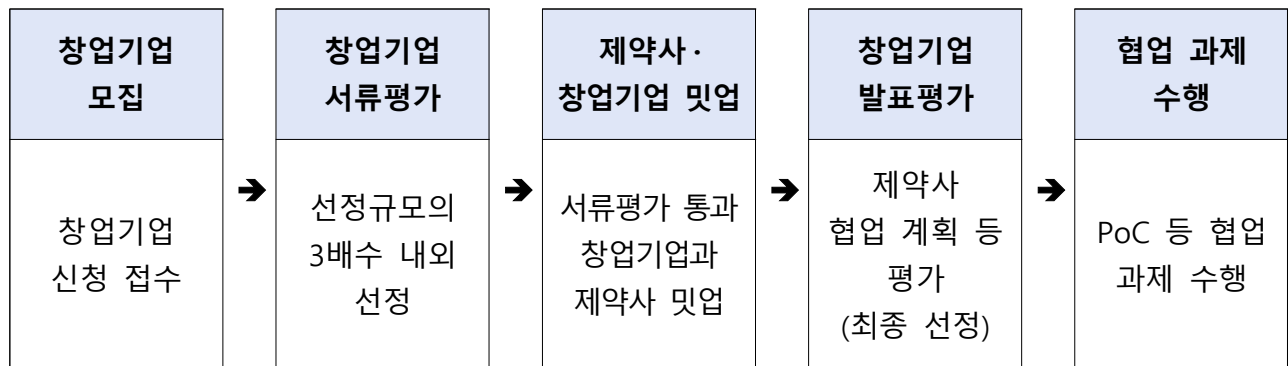 창업기업
모집
창업기업
신청 접수
➔
창업기업
서류평가
선정규모의
3배수 내외
선정
➔
제약사·
창업기업 밋업
서류평가 통과
창업기업과
제약사 밋업
➔
창업기업
발표평가
제약사
협업 계획 등
평가
(최종 선정)
➔
협업 과제
수행
PoC 등 협업
과제 수행